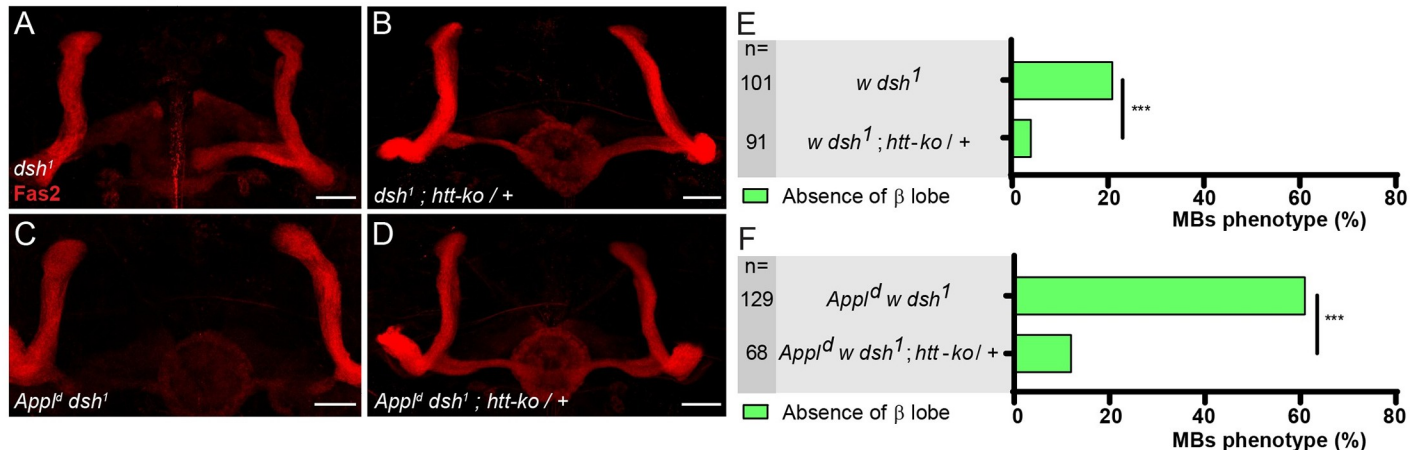 A
dsh¹
Fas2
B
dsh¹ ; htt-ko / +
C
Applᵈ dsh¹
D
Applᵈ dsh¹ ; htt-ko / +
E
n=
101 w dsh¹
***
91 w dsh¹ ; htt-ko / +
Absence of β lobe
0 20 40 60 80
MBs phenotype (%)
F
n=
129 Applᵈ w dsh¹
***
68 Applᵈ w dsh¹ ; htt-ko / +
Absence of β lobe
0 20 40 60 80
MBs phenotype (%)